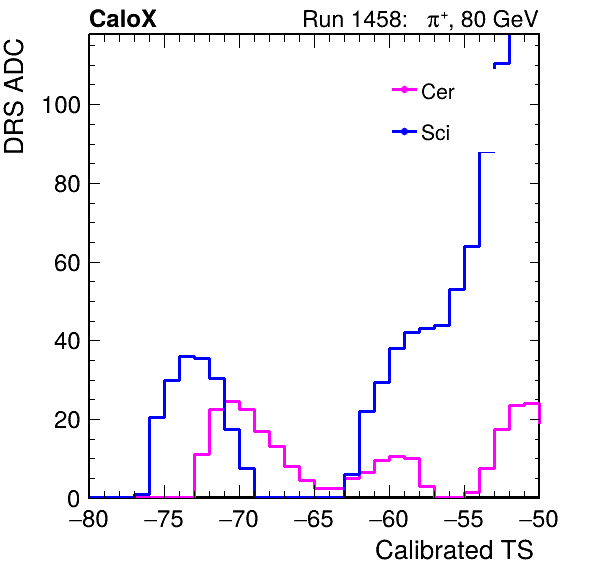 CaloX Run 1458: π⁺, 80 GeV
DRS ADC
100
80
60
40
20
0
Cer
Sci
−80 −75 −70 −65 −60 −55 −50
Calibrated TS